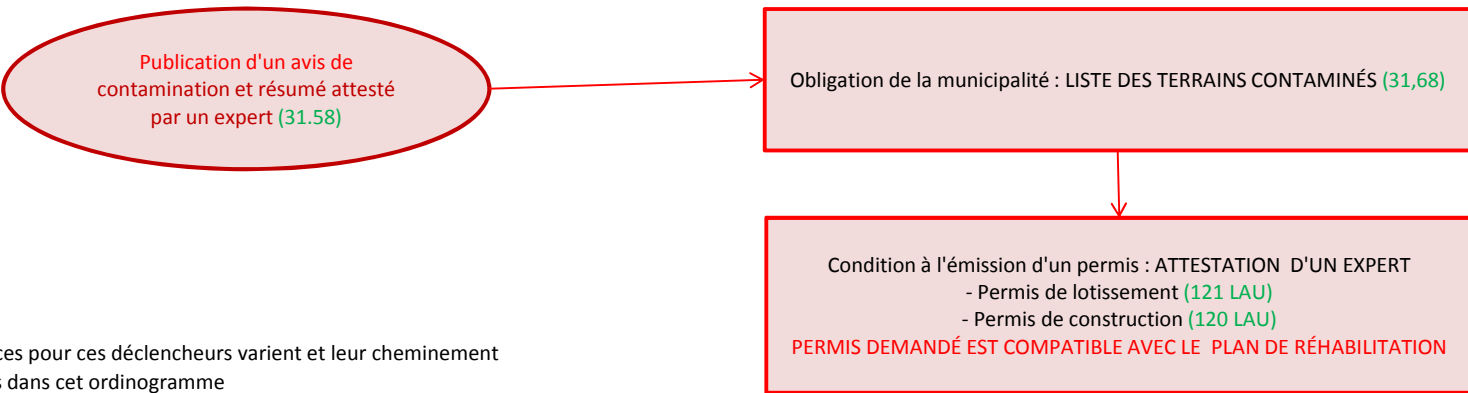 Publication d'un avis de
contamination et résumé attesté
par un expert (31.58)
Obligation de la municipalité : LISTE DES TERRAINS CONTAMINÉS (31,68)
Condition à l'émission d'un permis : ATTESTATION D'UN EXPERT
- Permis de lotissement (121 LAU)
- Permis de construction (120 LAU)
PERMIS DEMANDÉ EST COMPATIBLE AVEC LE PLAN DE RÉHABILITATION
ces pour ces déclencheurs varient et leur cheminement
s dans cet ordinogramme